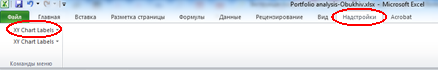 Portfolio analysis-Obukhiv.xlsx - Microsoft Excel
Файл Главная Вставка Разметка страницы Формулы Данные Рецензирование Вид Надстройки Acrobat
XY Chart Labels
XY Chart Labels
Команды меню